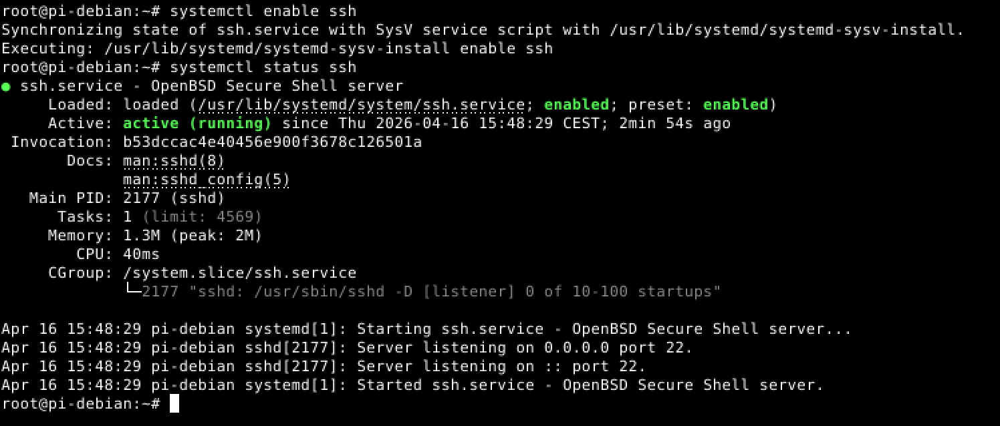 root@pi-debian:~# systemctl enable ssh
Synchronizing state of ssh.service with SysV service script with /usr/lib/systemd/systemd-sysv-install.
Executing: /usr/lib/systemd/systemd-sysv-install enable ssh
root@pi-debian:~# systemctl status ssh
● ssh.service - OpenBSD Secure Shell server
     Loaded: loaded (/usr/lib/systemd/system/ssh.service; enabled; preset: enabled)
     Active: active (running) since Thu 2026-04-16 15:48:29 CEST; 2min 54s ago
 Invocation: b53dccac4e40456e900f3678c126501a
       Docs: man:sshd(8)
             man:sshd_config(5)
   Main PID: 2177 (sshd)
      Tasks: 1 (limit: 4569)
     Memory: 1.3M (peak: 2M)
        CPU: 40ms
     CGroup: /system.slice/ssh.service
             └─2177 "sshd: /usr/sbin/sshd -D [listener] 0 of 10-100 startups"

Apr 16 15:48:29 pi-debian systemd[1]: Starting ssh.service - OpenBSD Secure Shell server...
Apr 16 15:48:29 pi-debian sshd[2177]: Server listening on 0.0.0.0 port 22.
Apr 16 15:48:29 pi-debian sshd[2177]: Server listening on :: port 22.
Apr 16 15:48:29 pi-debian systemd[1]: Started ssh.service - OpenBSD Secure Shell server.
root@pi-debian:~#